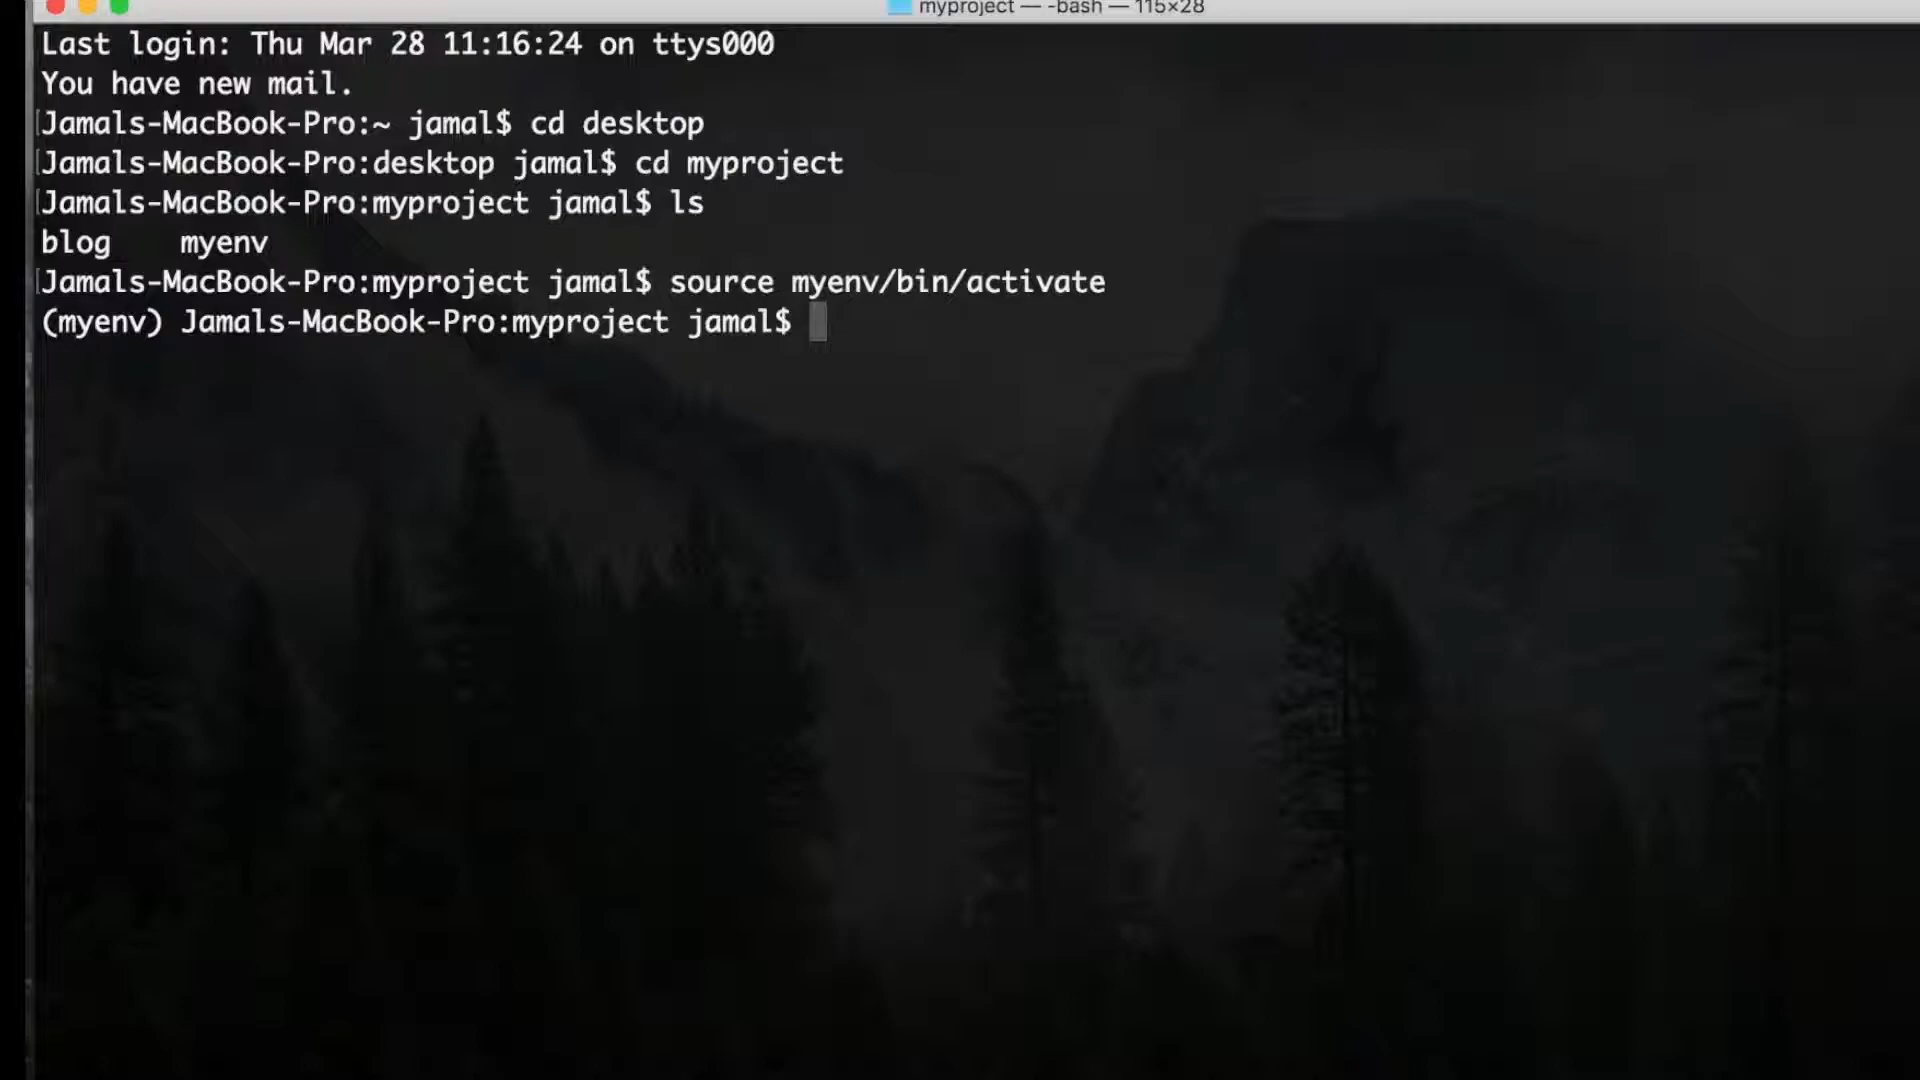 myproject — -bash — 115×28
Last login: Thu Mar 28 11:16:24 on ttys000
You have new mail.
Jamals-MacBook-Pro:~ jamal$ cd desktop
Jamals-MacBook-Pro:desktop jamal$ cd myproject
Jamals-MacBook-Pro:myproject jamal$ ls
blog    myenv
Jamals-MacBook-Pro:myproject jamal$ source myenv/bin/activate
(myenv) Jamals-MacBook-Pro:myproject jamal$